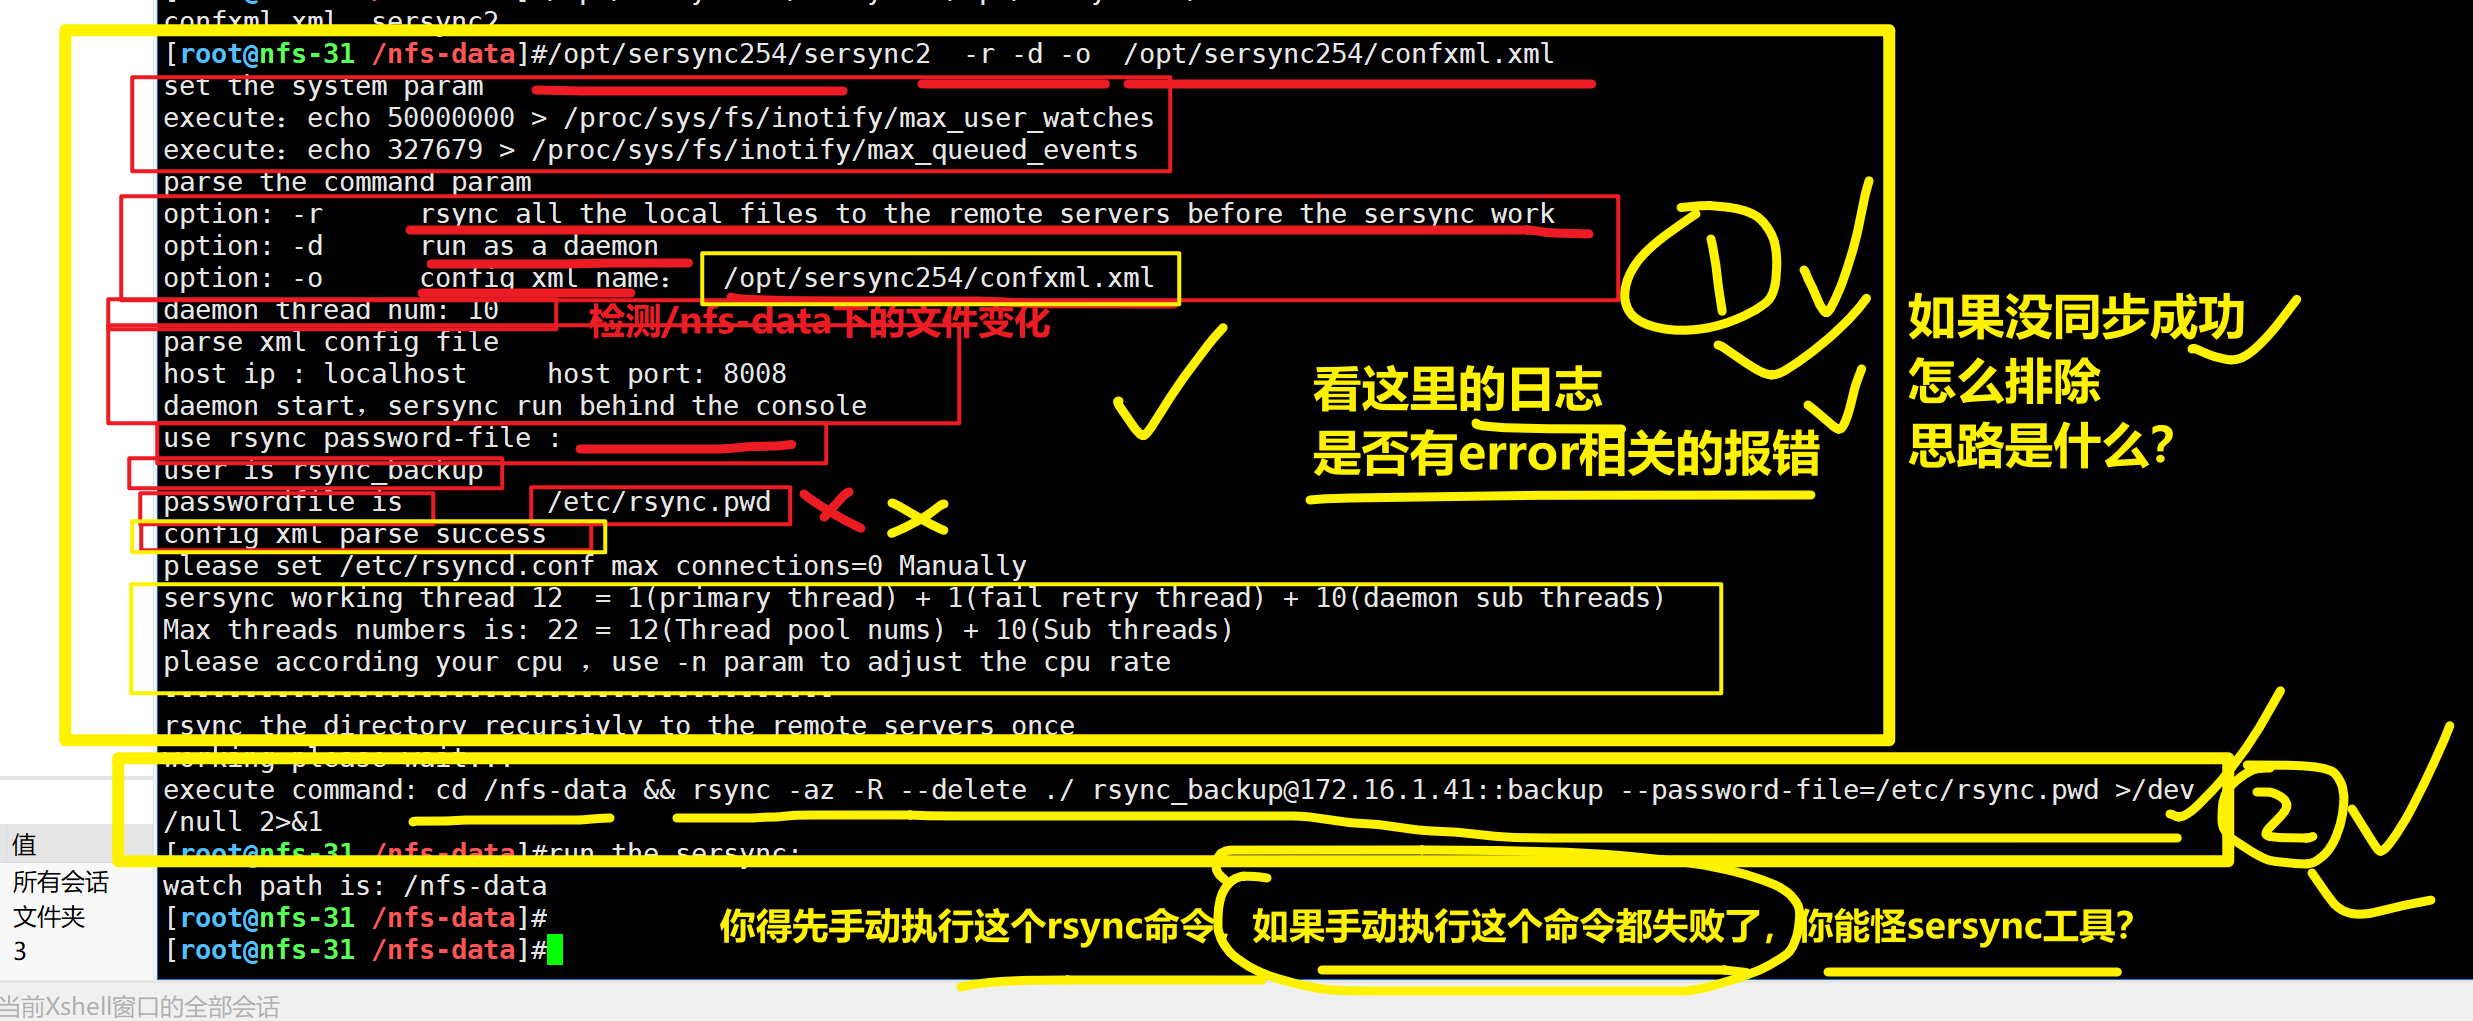 confxml.xml  sersync2
[root@nfs-31 /nfs-data]#/opt/sersync254/sersync2  -r -d -o  /opt/sersync254/confxml.xml
set the system param
execute：echo 50000000 > /proc/sys/fs/inotify/max_user_watches
execute：echo 327679 > /proc/sys/fs/inotify/max_queued_events
parse the command param
option: -r      rsync all the local files to the remote servers before the sersync work
option: -d      run as a daemon
option: -o      config xml name：  /opt/sersync254/confxml.xml
daemon thread num: 10
检测/nfs-data下的文件变化
parse xml config file
host ip : localhost     host port: 8008
daemon start，sersync run behind the console
use rsync password-file :
user is rsync_backup
passwordfile is         /etc/rsync.pwd
config xml parse success
please set /etc/rsyncd.conf max connections=0 Manually
sersync working thread 12  = 1(primary thread) + 1(fail retry thread) + 10(daemon sub threads)
Max threads numbers is: 22 = 12(Thread pool nums) + 10(Sub threads)
please according your cpu ，use -n param to adjust the cpu rate
------------------------------------------
rsync the directory recursivly to the remote servers once
working please wait...
execute command: cd /nfs-data && rsync -az -R --delete ./ rsync_backup@172.16.1.41::backup --password-file=/etc/rsync.pwd >/dev
/null 2>&1
[root@nfs-31 /nfs-data]#run the sersync:
watch path is: /nfs-data
[root@nfs-31 /nfs-data]#
[root@nfs-31 /nfs-data]#
1
看这里的日志
是否有error相关的报错
如果没同步成功
怎么排除
思路是什么？
2
你得先手动执行这个rsync命令，如果手动执行这个命令都失败了，你能怪sersync工具？
值
所有会话
文件夹
3
当前Xshell窗口的全部会话